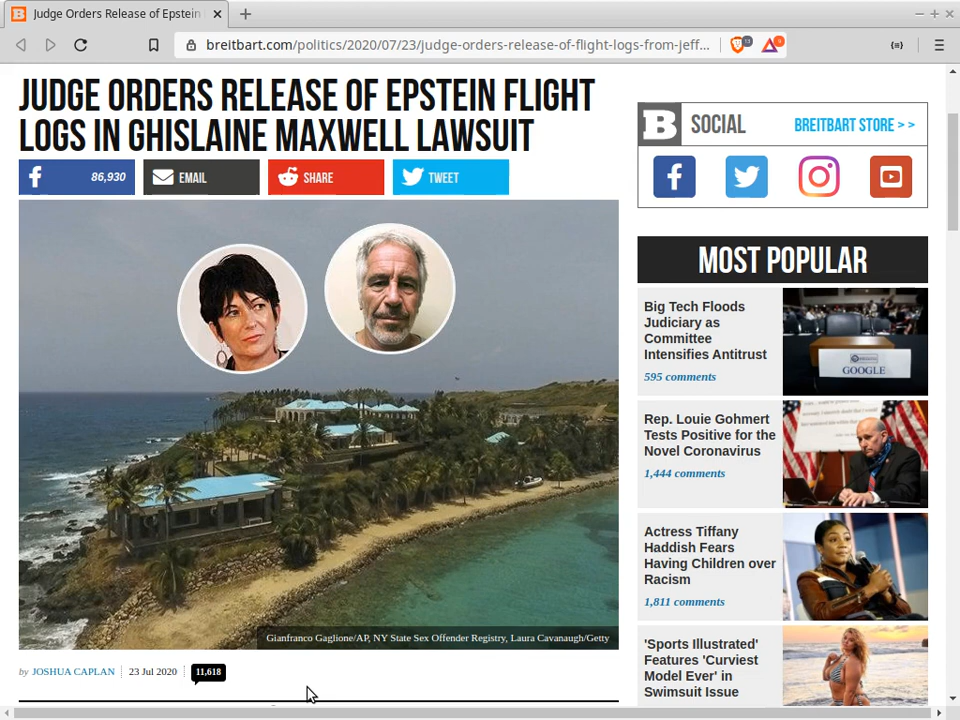 Judge Orders Release of Epstein
breitbart.com/politics/2020/07/23/judge-orders-release-of-flight-logs-from-jeff...
JUDGE ORDERS RELEASE OF EPSTEIN FLIGHT
LOGS IN GHISLAINE MAXWELL LAWSUIT
86,930
EMAIL
SHARE
TWEET
Gianfranco Gaglione/AP, NY State Sex Offender Registry, Laura Cavanaugh/Getty
by JOSHUA CAPLAN 23 Jul 2020 11,618
B SOCIAL
BREITBART STORE > >
MOST POPULAR
Big Tech Floods
Judiciary as
Committee
Intensifies Antitrust
595 comments
GOOGLE
Rep. Louie Gohmert
Tests Positive for the
Novel Coronavirus
1,444 comments
Actress Tiffany
Haddish Fears
Having Children over
Racism
1,811 comments
'Sports Illustrated'
Features 'Curviest
Model Ever' in
Swimsuit Issue